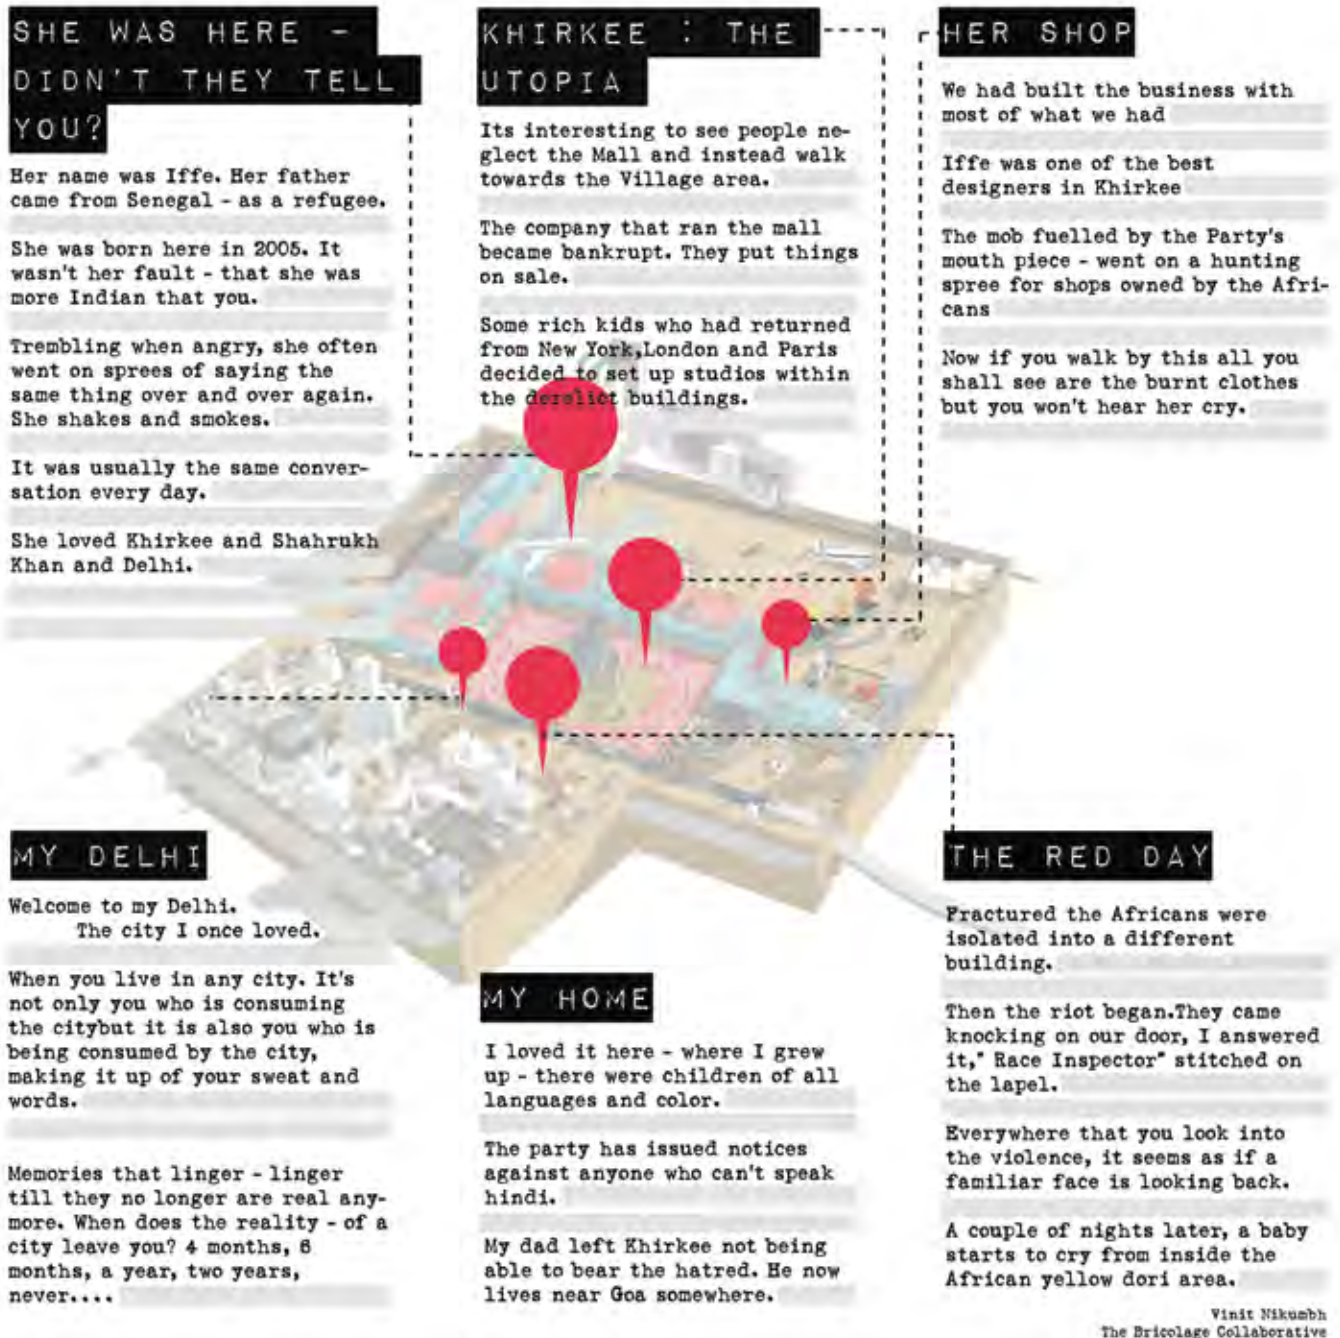 SHE WAS HERE -
DIDN'T THEY TELL
YOU?
Her name was Iffe. Her father
came from Senegal - as a refugee.
She was born here in 2005. It
wasn't her fault - that she was
more Indian that you.
Trembling when angry, she often
went on sprees of saying the
same thing over and over again.
She shakes and smokes.
It was usually the same conver-
sation every day.
She loved Khirkee and Shahrukh
Khan and Delhi.
KHIRKEE : THE
UTOPIA
Its interesting to see people ne-
glect the Mall and instead walk
towards the Village area.
The company that ran the mall
became bankrupt. They put things
on sale.
Some rich kids who had returned
from New York,London and Paris
decided to set up studios within
the derelict buildings.
HER SHOP
We had built the business with
most of what we had
Iffe was one of the best
designers in Khirkee
The mob fuelled by the Party's
mouth piece - went on a hunting
spree for shops owned by the Afri-
cans
Now if you walk by this all you
shall see are the burnt clothes
but you won't hear her cry.
MY DELHI
Welcome to my Delhi.
The city I once loved.
When you live in any city. It's
not only you who is consuming
the citybut it is also you who is
being consumed by the city,
making it up of your sweat and
words.
Memories that linger - linger
till they no longer are real any-
more. When does the reality - of a
city leave you? 4 months, 6
months, a year, two years,
never....
MY HOME
I loved it here - where I grew
up - there were children of all
languages and color.
The party has issued notices
against anyone who can't speak
hindi.
My dad left Khirkee not being
able to bear the hatred. He now
lives near Goa somewhere.
THE RED DAY
Fractured the Africans were
isolated into a different
building.
Then the riot began.They came
knocking on our door, I answered
it," Race Inspector" stitched on
the lapel.
Everywhere that you look into
the violence, it seems as if a
familiar face is looking back.
A couple of nights later, a baby
starts to cry from inside the
African yellow dori area.
Vinit Nikumbh
The Bricolage Collaborative